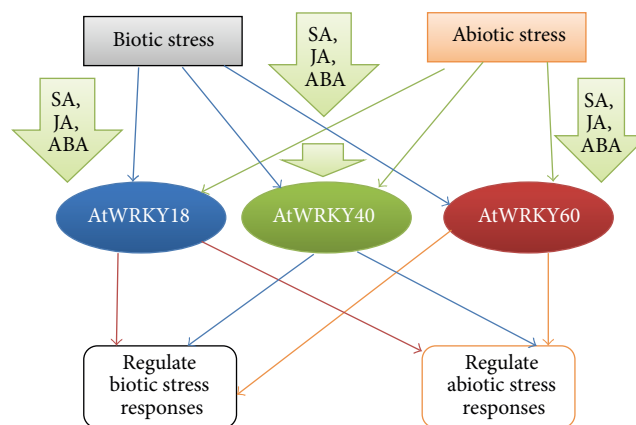 Biotic stress
SA,
JA,
ABA
Abiotic stress
SA,
JA,
ABA
SA,
JA,
ABA
AtWRKY18
AtWRKY40
AtWRKY60
Regulate
biotic stress
responses
Regulate
abiotic stress
responses